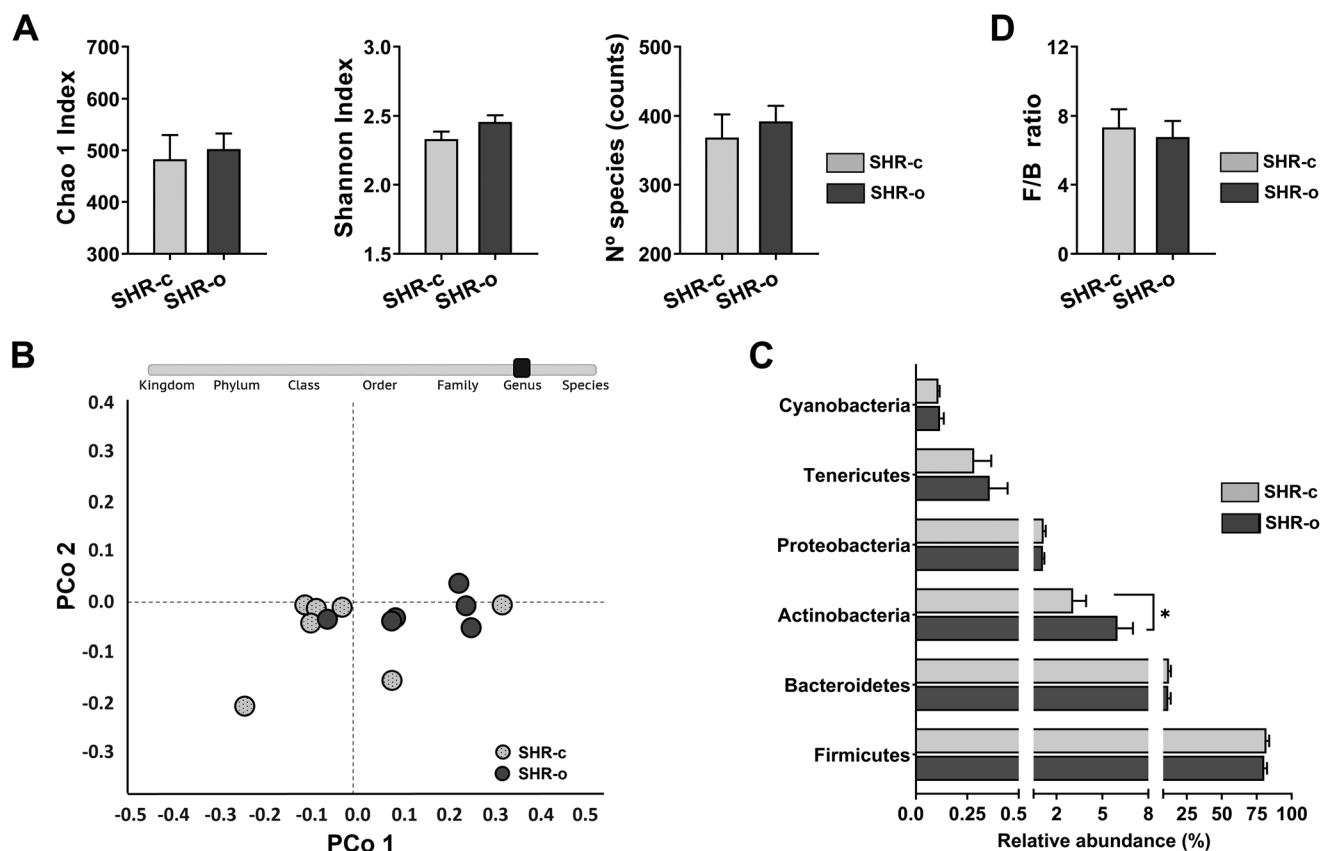 A
Chao 1 Index
700
600
500
400
300
SHR-c
SHR-o
Shannon Index
3.0
2.5
2.0
1.5
SHR-c
SHR-o
Nº species (counts)
500
400
300
200
SHR-c
SHR-o
SHR-c
SHR-o
D
F/B ratio
12
8
4
0
SHR-c
SHR-o
SHR-c
SHR-o
B
Kingdom Phylum Class Order Family Genus Species
PCo 2
0.4
0.3
0.2
0.1
0.0
-0.1
-0.2
-0.3
SHR-c
SHR-o
-0.5 -0.4 -0.3 -0.2 -0.1 0.0 0.1 0.2 0.3 0.4 0.5
PCo 1
C
Cyanobacteria
Tenericutes
Proteobacteria
Actinobacteria
*
Bacteroidetes
Firmicutes
SHR-c
SHR-o
0.0 0.25 0.5 2 5 8 25 50 75 100
Relative abundance (%)